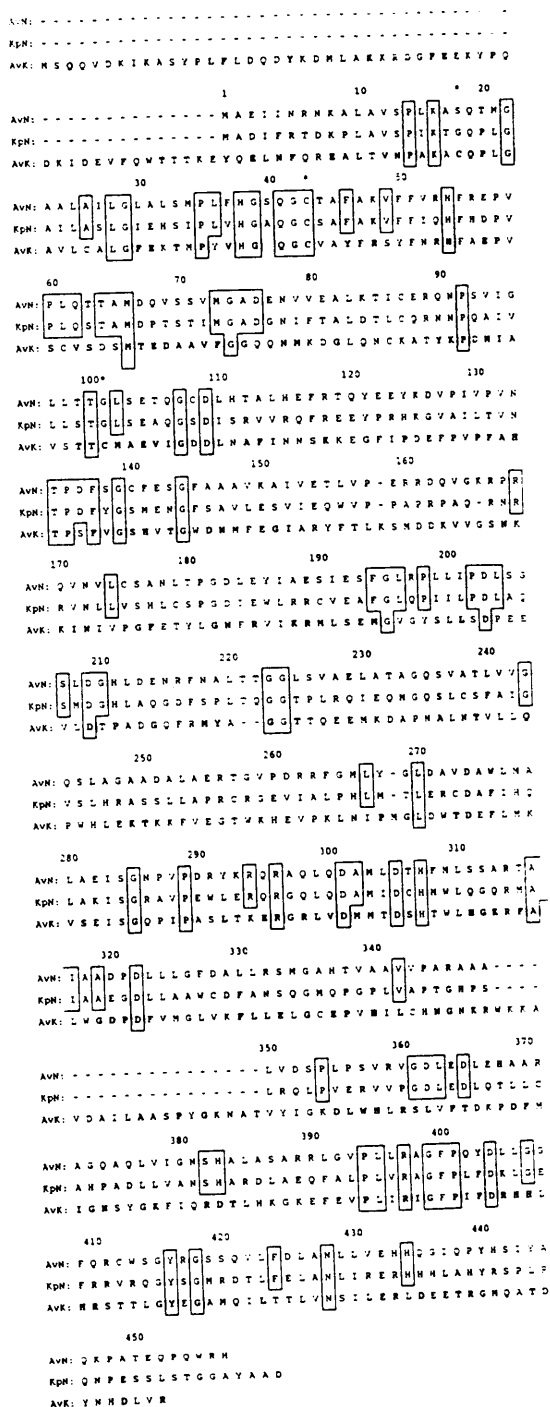 AvN: - - - - - - - - - - - - - - - - - - - - - - - - - - - - - - - - - - - - -
KpN: - - - - - - - - - - - - - - - - - - - - - - - - - - - - - - - - - - - - -
AvK: M S Q Q V D K I K A S Y P L F L D Q D Y K D M L A K K R D G F E E K Y P Q
1 10 * 20
AvN: - - - - - - - - - - - - - - M A E I I N R N K A L A V S P L K A S Q T M G
KpN: - - - - - - - - - - - - - - M A D I F R T D K P L A V S P I K T G Q P L G
AvK: D K I D E V F Q W T T T K E Y Q E L N F Q R E A L T V N P A K A C Q P L G
30 40 * 50
AvN: A A L A I L G L A L S M P L F H G S Q G C T A F A K V F F V R H F R E P V
KpN: A I L A S L G I E H S I P L V H G A Q G C S A F A K V F F I Q H F H D P V
AvK: A V L C A L G F E K T M P Y V H G Q G C V A Y F R S Y F N R H F A E P V
60 70 80 90
AvN: P L Q T T A M D Q V S S V M G A D E N V V E A L K T I C E R Q N P S V I G
KpN: P L Q S T A M D P T S T I M G A D G N I F T A L D T L C Q R N N P Q A I V
AvK: S C V S D S M T E D A A V F G G Q Q N M K D G L Q N C K A T Y K P D M I A
100* 110 120 130
AvN: L L T T G L S E T Q G C D L H T A L H E F R T Q Y E E Y K D V P I V P V N
KpN: L L S T G L S E A Q G S D I S R V V R Q F R E E Y P R H K G V A I L T V N
AvK: V S T T C M A E V I G D D L N A F I N N S K K E G F I P D E F P V P F A H
140 150 160
AvN: T P D F S G C F E S G F A A A V K A I V E T L V P - E R R D Q V G K R P R
KpN: T P D F Y G S M E N G F S A V L E S V I E Q W V P - P A P R P A Q - R N R
AvK: T P S F V G S H V T G W D N M F E G I A R Y F T L K S M D D K V V G S N K
170 180 190 200
AvN: Q V N V L C S A N L T P G D L E Y I A E S I E S F G L R P L L I P D L S G
KpN: R V N L L V S H L C S P G D I E W L R R C V E A F G L Q P I I L P D L A Q
AvK: K I N I V P G F E T Y L G N F R V I K R M L S E M G V G Y S L L S D P E E
210 220 230 240
AvN: S L D G H L D E N R F N A L T T G G L S V A E L A T A G Q S V A T L V V G
KpN: S M D G H L A Q G D F S P L T Q G G T P L R Q I E Q M G Q S L C S F A I G
AvK: V L D T P A D G Q F R M Y A - G G T T Q E E M K D A P N A L N T V L L Q
250 260 270
AvN: Q S L A G A A D A L A E R T G V P D R R F G M L Y - G L D A V D A W L M A
KpN: V S L H R A S S L L A P R C R G E V I A L P H L M - T L E R C D A F I H Q
AvK: P W H L E K T K K F V E G T W K H E V P K L N I P M G L D W T D E F L M K
280 290 300 310
AvN: L A E I S G N P V P D R Y K R Q R A Q L Q D A M L D T H F M L S S A R T A
KpN: L A K I S G R A V P E W L E R Q R G Q L Q D A M I D C H M W L Q G Q R M A
AvK: V S E I S G Q P I P A S L T K E R G R L V D M M T D S H T W L H G K R F A
320 330 340
AvN: I A A D P D L L L G F D A L L R S M G A H T V A A V V P A R A A A - - - -
KpN: I A A E G D L L A A W C D F A N S Q G M Q P G P L V A P T G H P S - - - -
AvK: L W G D P D F V M G L V K F L L E L G C E P V H I L C H N G N K R W K K A
350 360 370
AvN: - - - - - - - - - - - - - - - - - L V D S P L P S V R V G D L E D L E H A A R
KpN: - - - - - - - - - - - - - - - - - L R Q L P V E R V V P G D L E D L Q T L L C
AvK: V D A I L A A S P Y G K N A T V Y I G K D L W H L R S L V F T D K P D F M
380 390 400
AvN: A G Q A Q L V I G N S H A L A S A R R L G V P L L R A G F P Q Y D L L G G
KpN: A H P A D L L V A N S H A R D L A E Q F A L P L V R A G F P L F D K L G E
AvK: I G N S Y G K F I Q R D T L H K G K E F E V P L I R I G F P I F D R H H L
410 420 430 440
AvN: F Q R C W S G Y R G S S Q V L F D L A N L L V E H H Q G I Q P Y H S I Y A
KpN: F R R V R Q G Y S G M R D T L F E L A N L I R E R H H H L A H Y R S P L P
AvK: H R S T T L G Y E G A M Q I L T T L V N S I L E R L D E E T R G M Q A T D
450
AvN: Q K P A T E Q P Q W R H
KpN: Q N P E S S L S T G G A Y A A D
AvK: Y N H D L V R